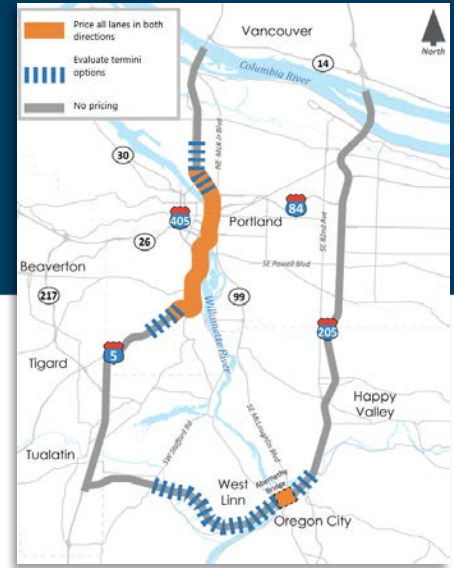 Price all lanes in both
directions
Evaluate termini
options
No pricing
Vancouver
North
14
Columbia River
NE MLK Jr Blvd
30
405
84
Portland
26
SE 82nd Ave
Beaverton
SE Powell Blvd
217
99
Willamette River
5
205
Tigard
Happy
Valley
SW Stafford Rd
SE McLoughlin Blvd
Tualatin
West
Linn
Abernethy
Bridge
Oregon City